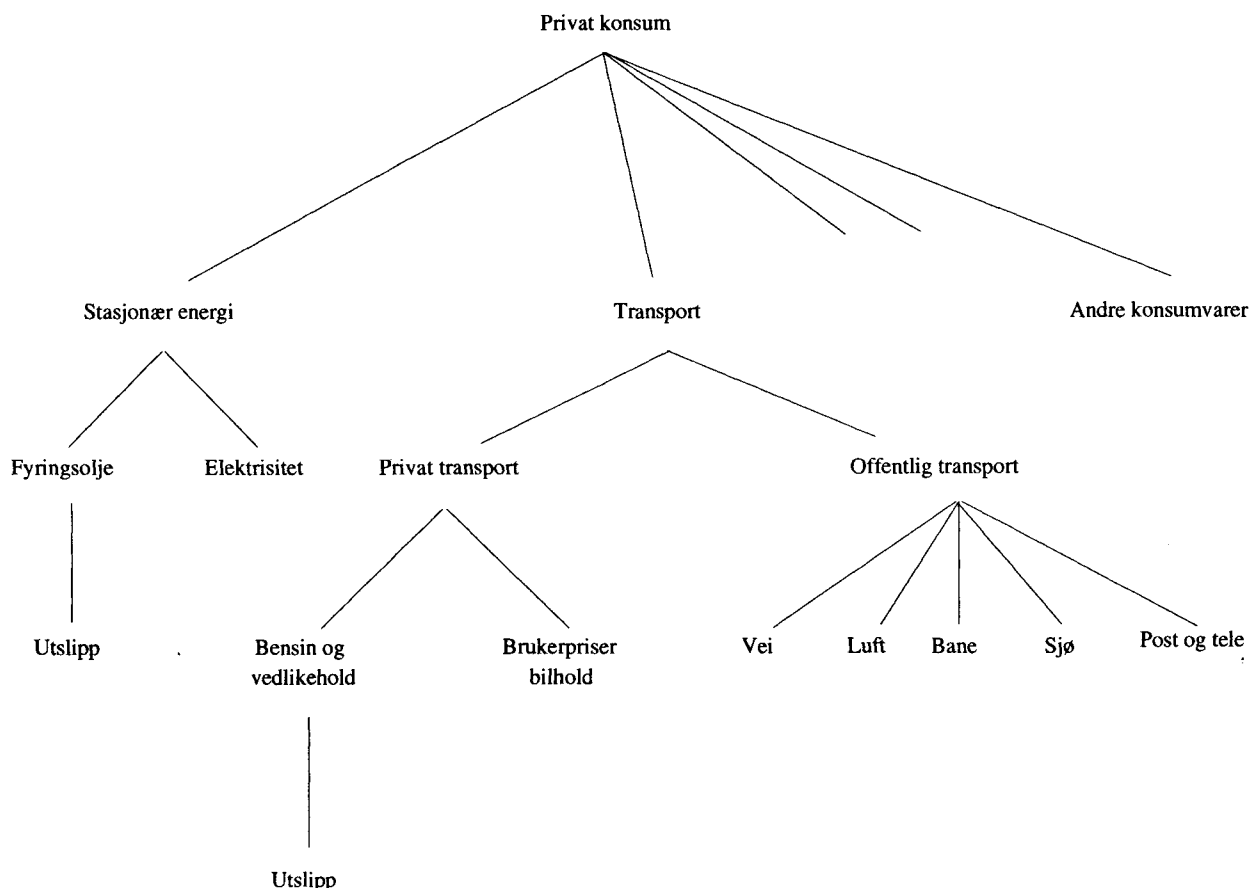 Privat konsum
Stasjonær energi
Transport
Andre konsumvarer
Fyringsolje
Elektrisitet
Privat transport
Offentlig transport
Utslipp
Bensin og
vedlikehold
Brukerpriser
bilhold
Vei
Luft
Bane
Sjø
Post og tele
Utslipp